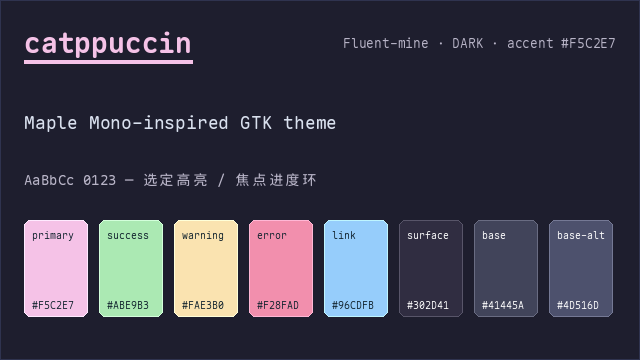 catppuccin
Fluent-mine · DARK · accent #F5C2E7
Maple Mono-inspired GTK theme
AaBbCc 0123 — 选定高亮 / 焦点进度环
primary success warning error link surface base base-alt
#F5C2E7 #ABE9B3 #FAE3B0 #F28FAD #96CDFB #302D41 #41445A #4D516D